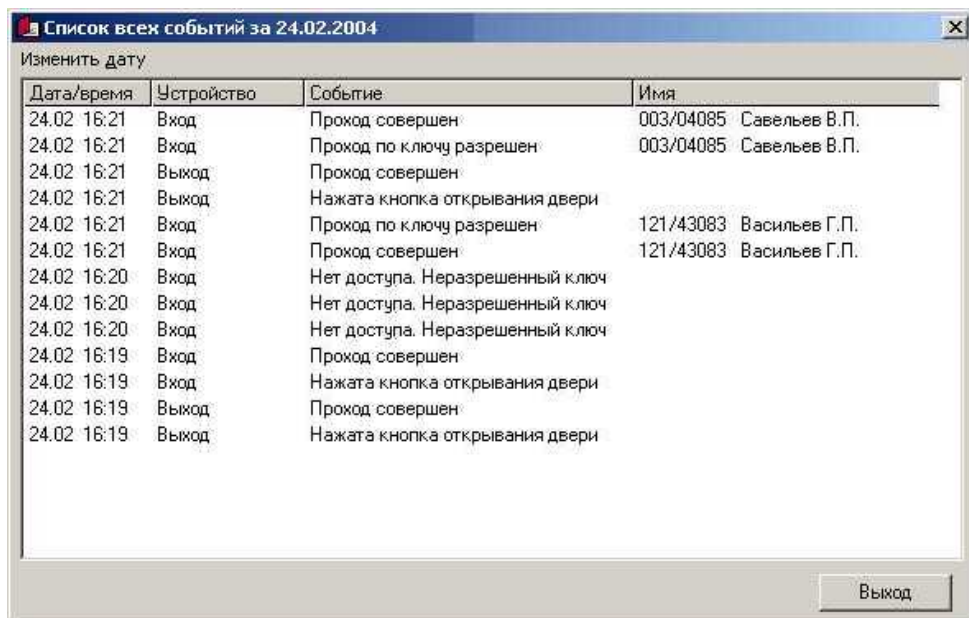 Список всех событий за 24.02.2004
Изменить дату
Дата/время Устройство Событие Имя
24.02 16:21 Вход Проход совершен 003/04085 Савельев В.П.
24.02 16:21 Вход Проход по ключу разрешен 003/04085 Савельев В.П.
24.02 16:21 Выход Проход совершен
24.02 16:21 Выход Нажата кнопка открывания двери
24.02 16:21 Вход Проход по ключу разрешен 121/43083 Васильев Г.П.
24.02 16:21 Вход Проход совершен 121/43083 Васильев Г.П.
24.02 16:20 Вход Нет доступа. Неразрешенный ключ
24.02 16:20 Вход Нет доступа. Неразрешенный ключ
24.02 16:20 Вход Нет доступа. Неразрешенный ключ
24.02 16:19 Вход Проход совершен
24.02 16:19 Вход Нажата кнопка открывания двери
24.02 16:19 Выход Проход совершен
24.02 16:19 Выход Нажата кнопка открывания двери
Выход